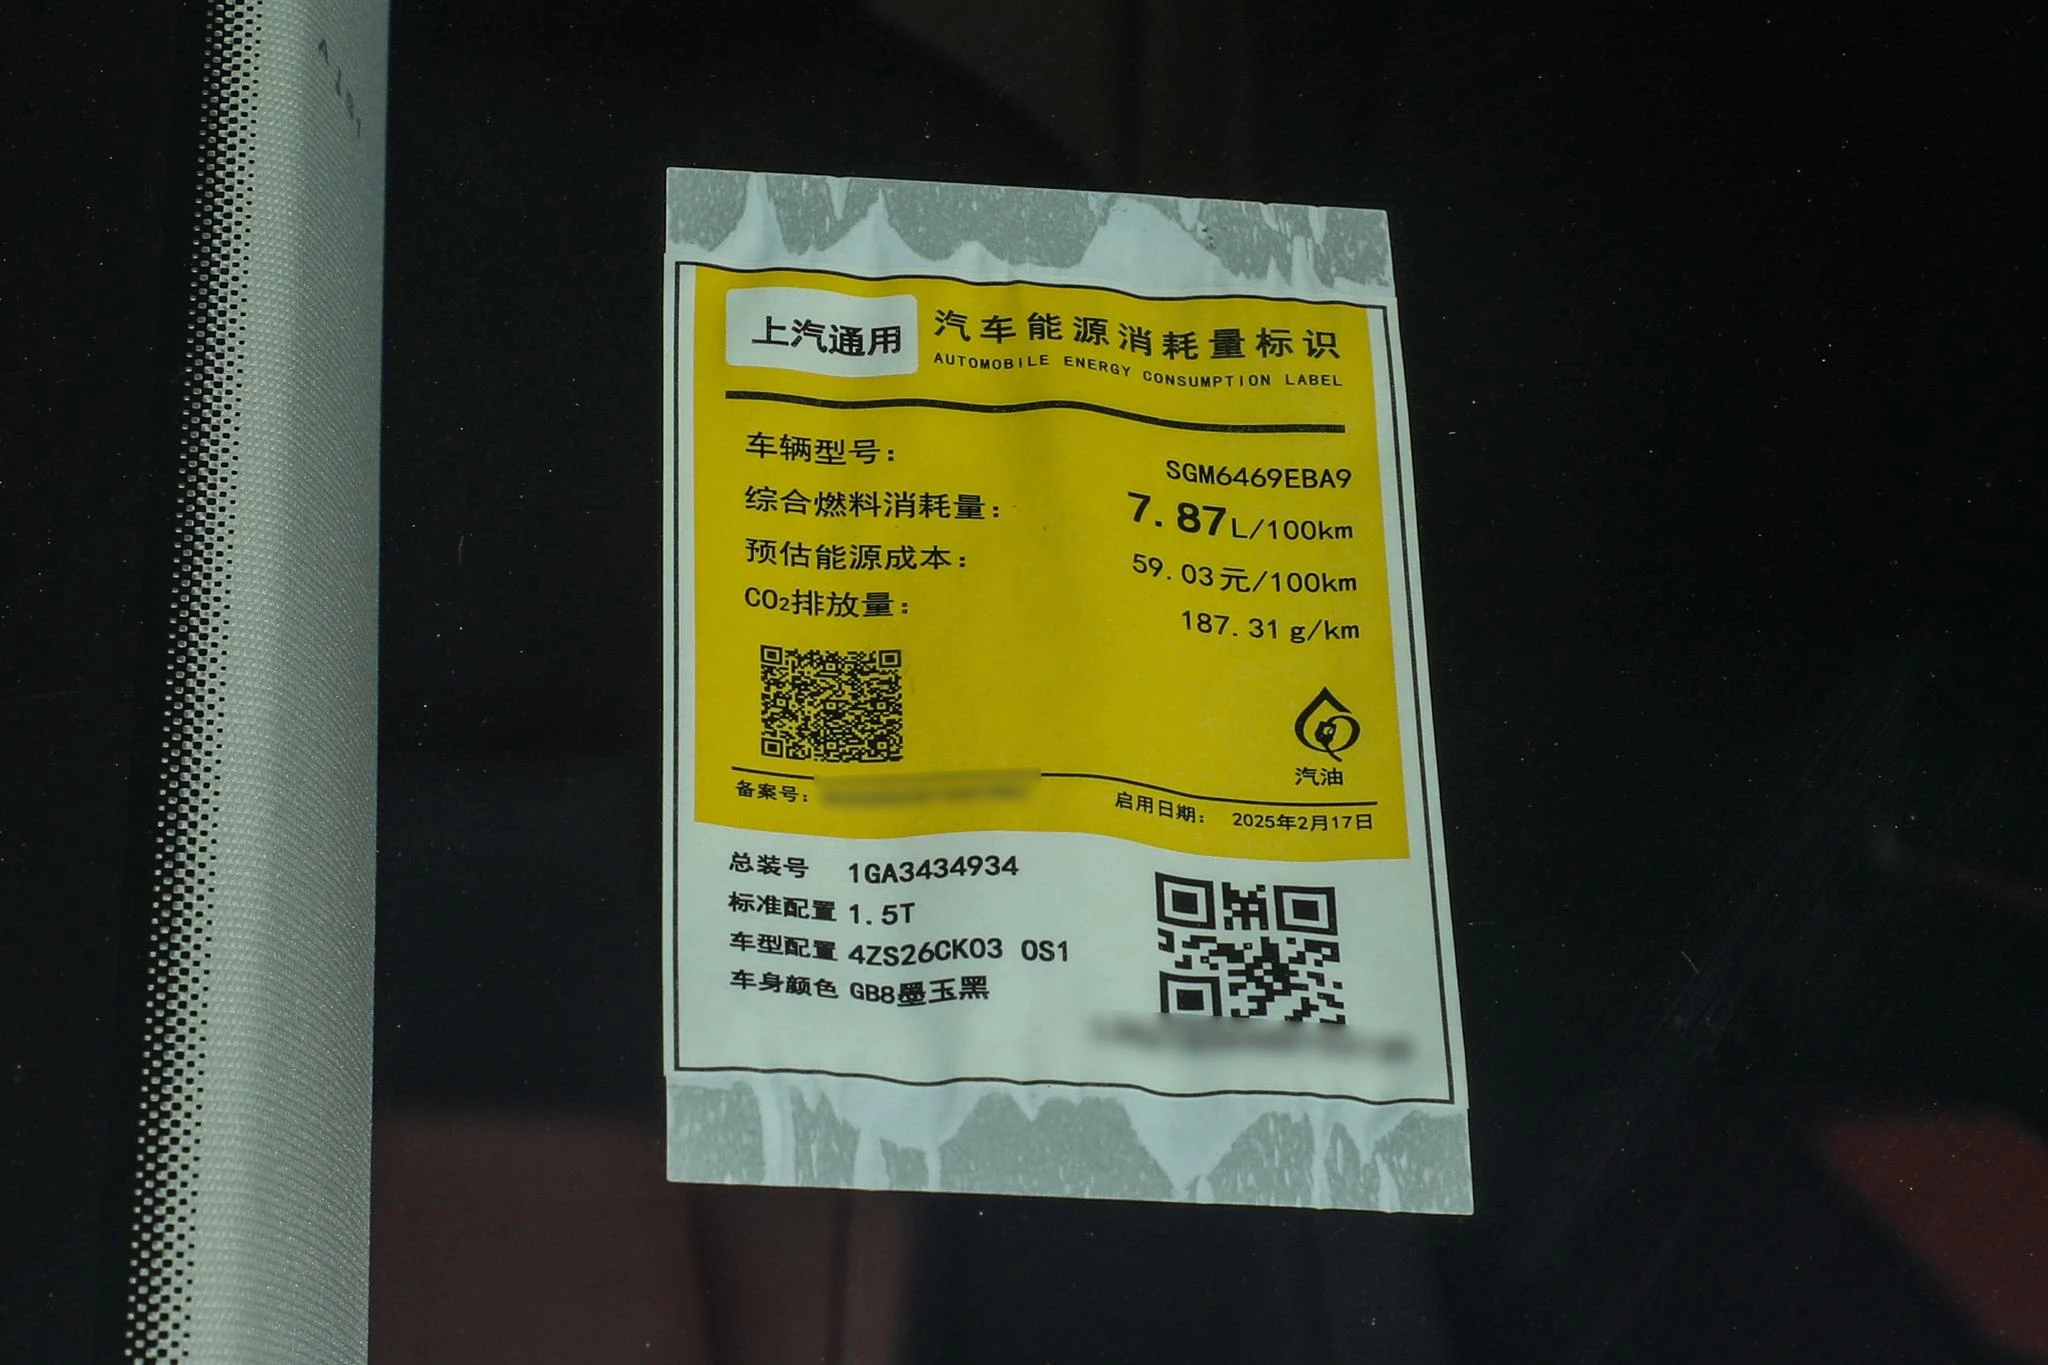 上汽通用
汽车能源消耗量标识
AUTOMOBILE ENERGY CONSUMPTION LABEL
车辆型号： SGM6469EBA9
综合燃料消耗量： 7.87L/100km
预估能源成本： 59.03元/100km
CO₂排放量： 187.31 g/km
汽油
备案号： 启用日期： 2025年2月17日
总装号 1GA3434934
标准配置 1.5T
车型配置 4ZS26CK03 0S1
车身颜色 GB8墨玉黑